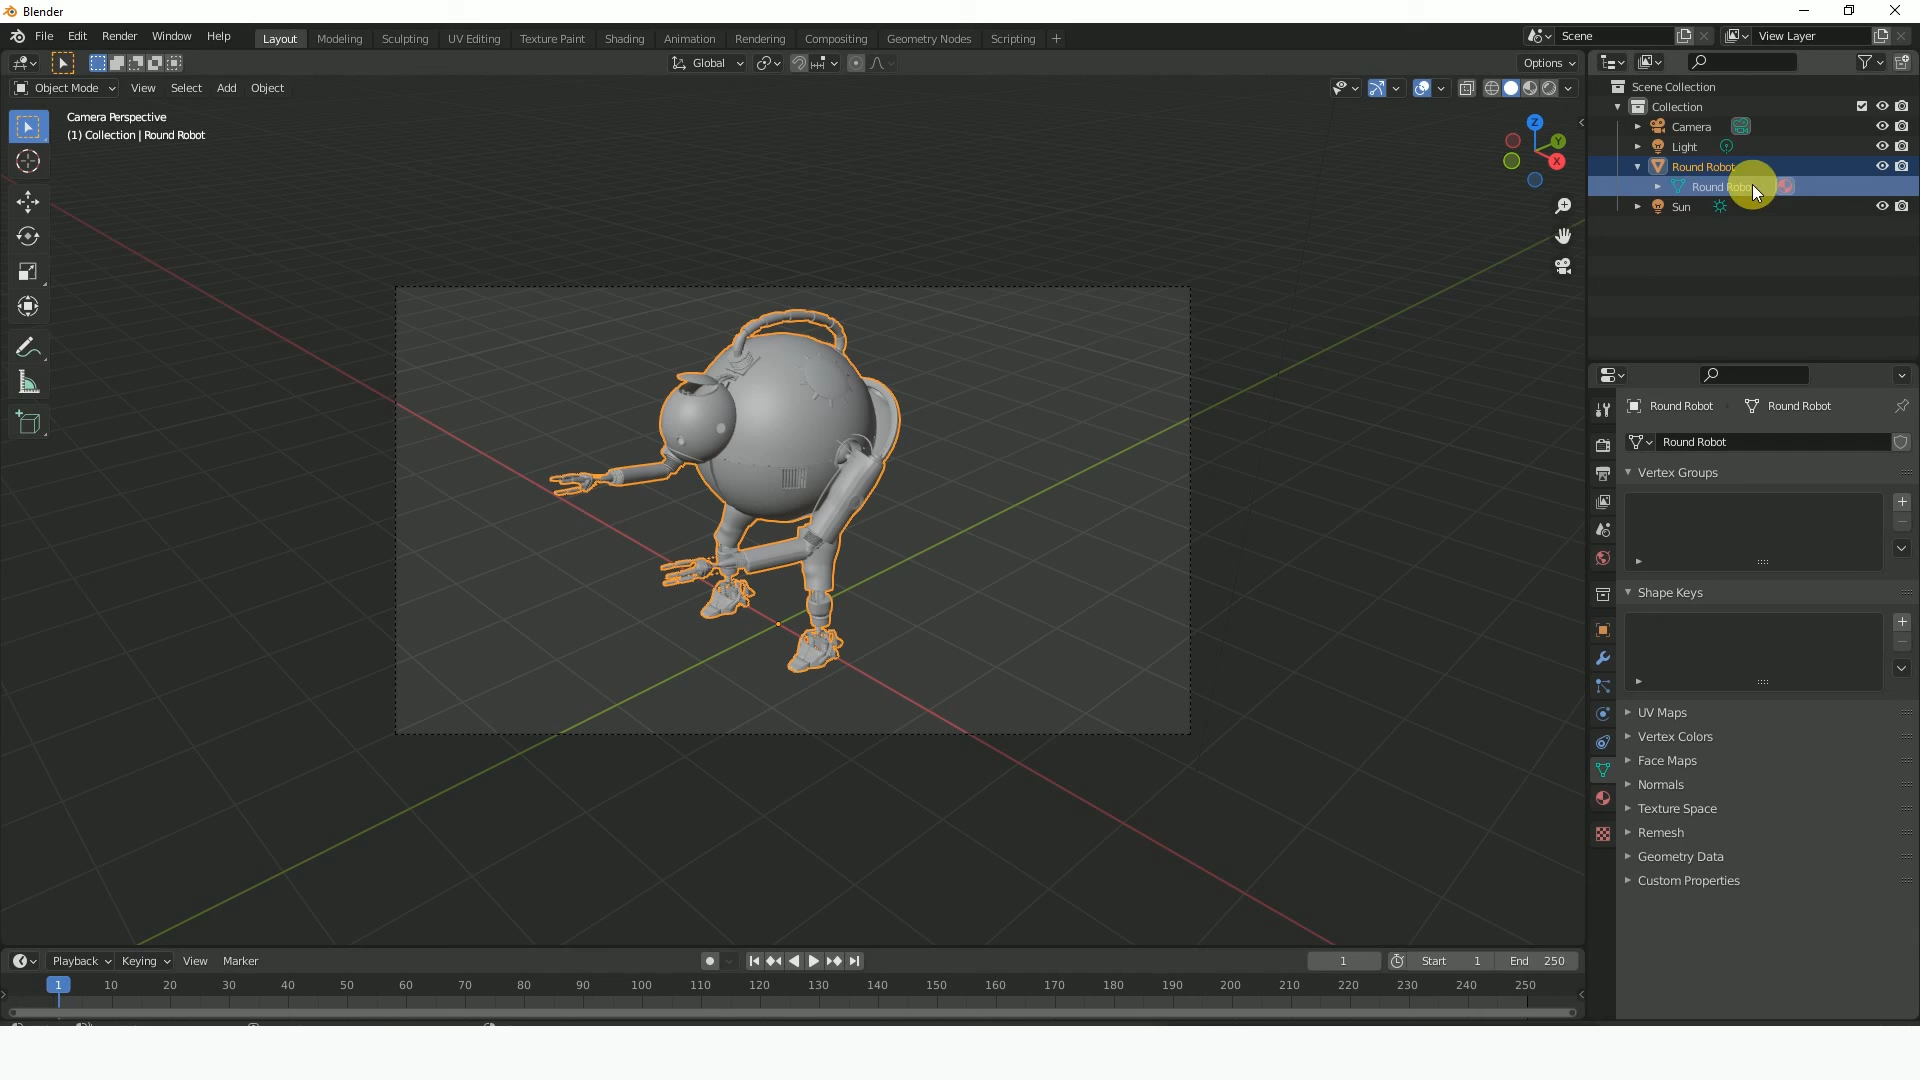 Blender
File Edit Render Window Help Layout Modeling Sculpting UV Editing Texture Paint Shading Animation Rendering Compositing Geometry Nodes Scripting + Scene View Layer
Global Options
Object Mode View Select Add Object
Camera Perspective
(1) Collection | Round Robot
Z
Y
X
Scene Collection
Collection
Camera
Light
Round Robot
Round Robot
Sun
Round Robot Round Robot
Round Robot
Vertex Groups
Shape Keys
UV Maps
Vertex Colors
Face Maps
Normals
Texture Space
Remesh
Geometry Data
Custom Properties
Playback Keying View Marker 1 Start 1 End 250
1 10 20 30 40 50 60 70 80 90 100 110 120 130 140 150 160 170 180 190 200 210 220 230 240 250